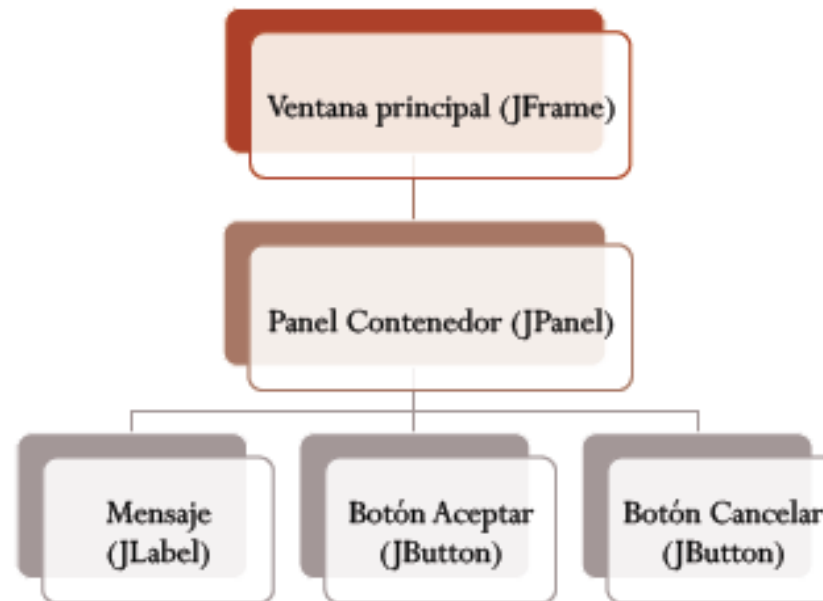 Ventana principal (JFrame)
Panel Contenedor (JPanel)
Mensaje
(JLabel)
Botón Aceptar
(JButton)
Botón Cancelar
(JButton)